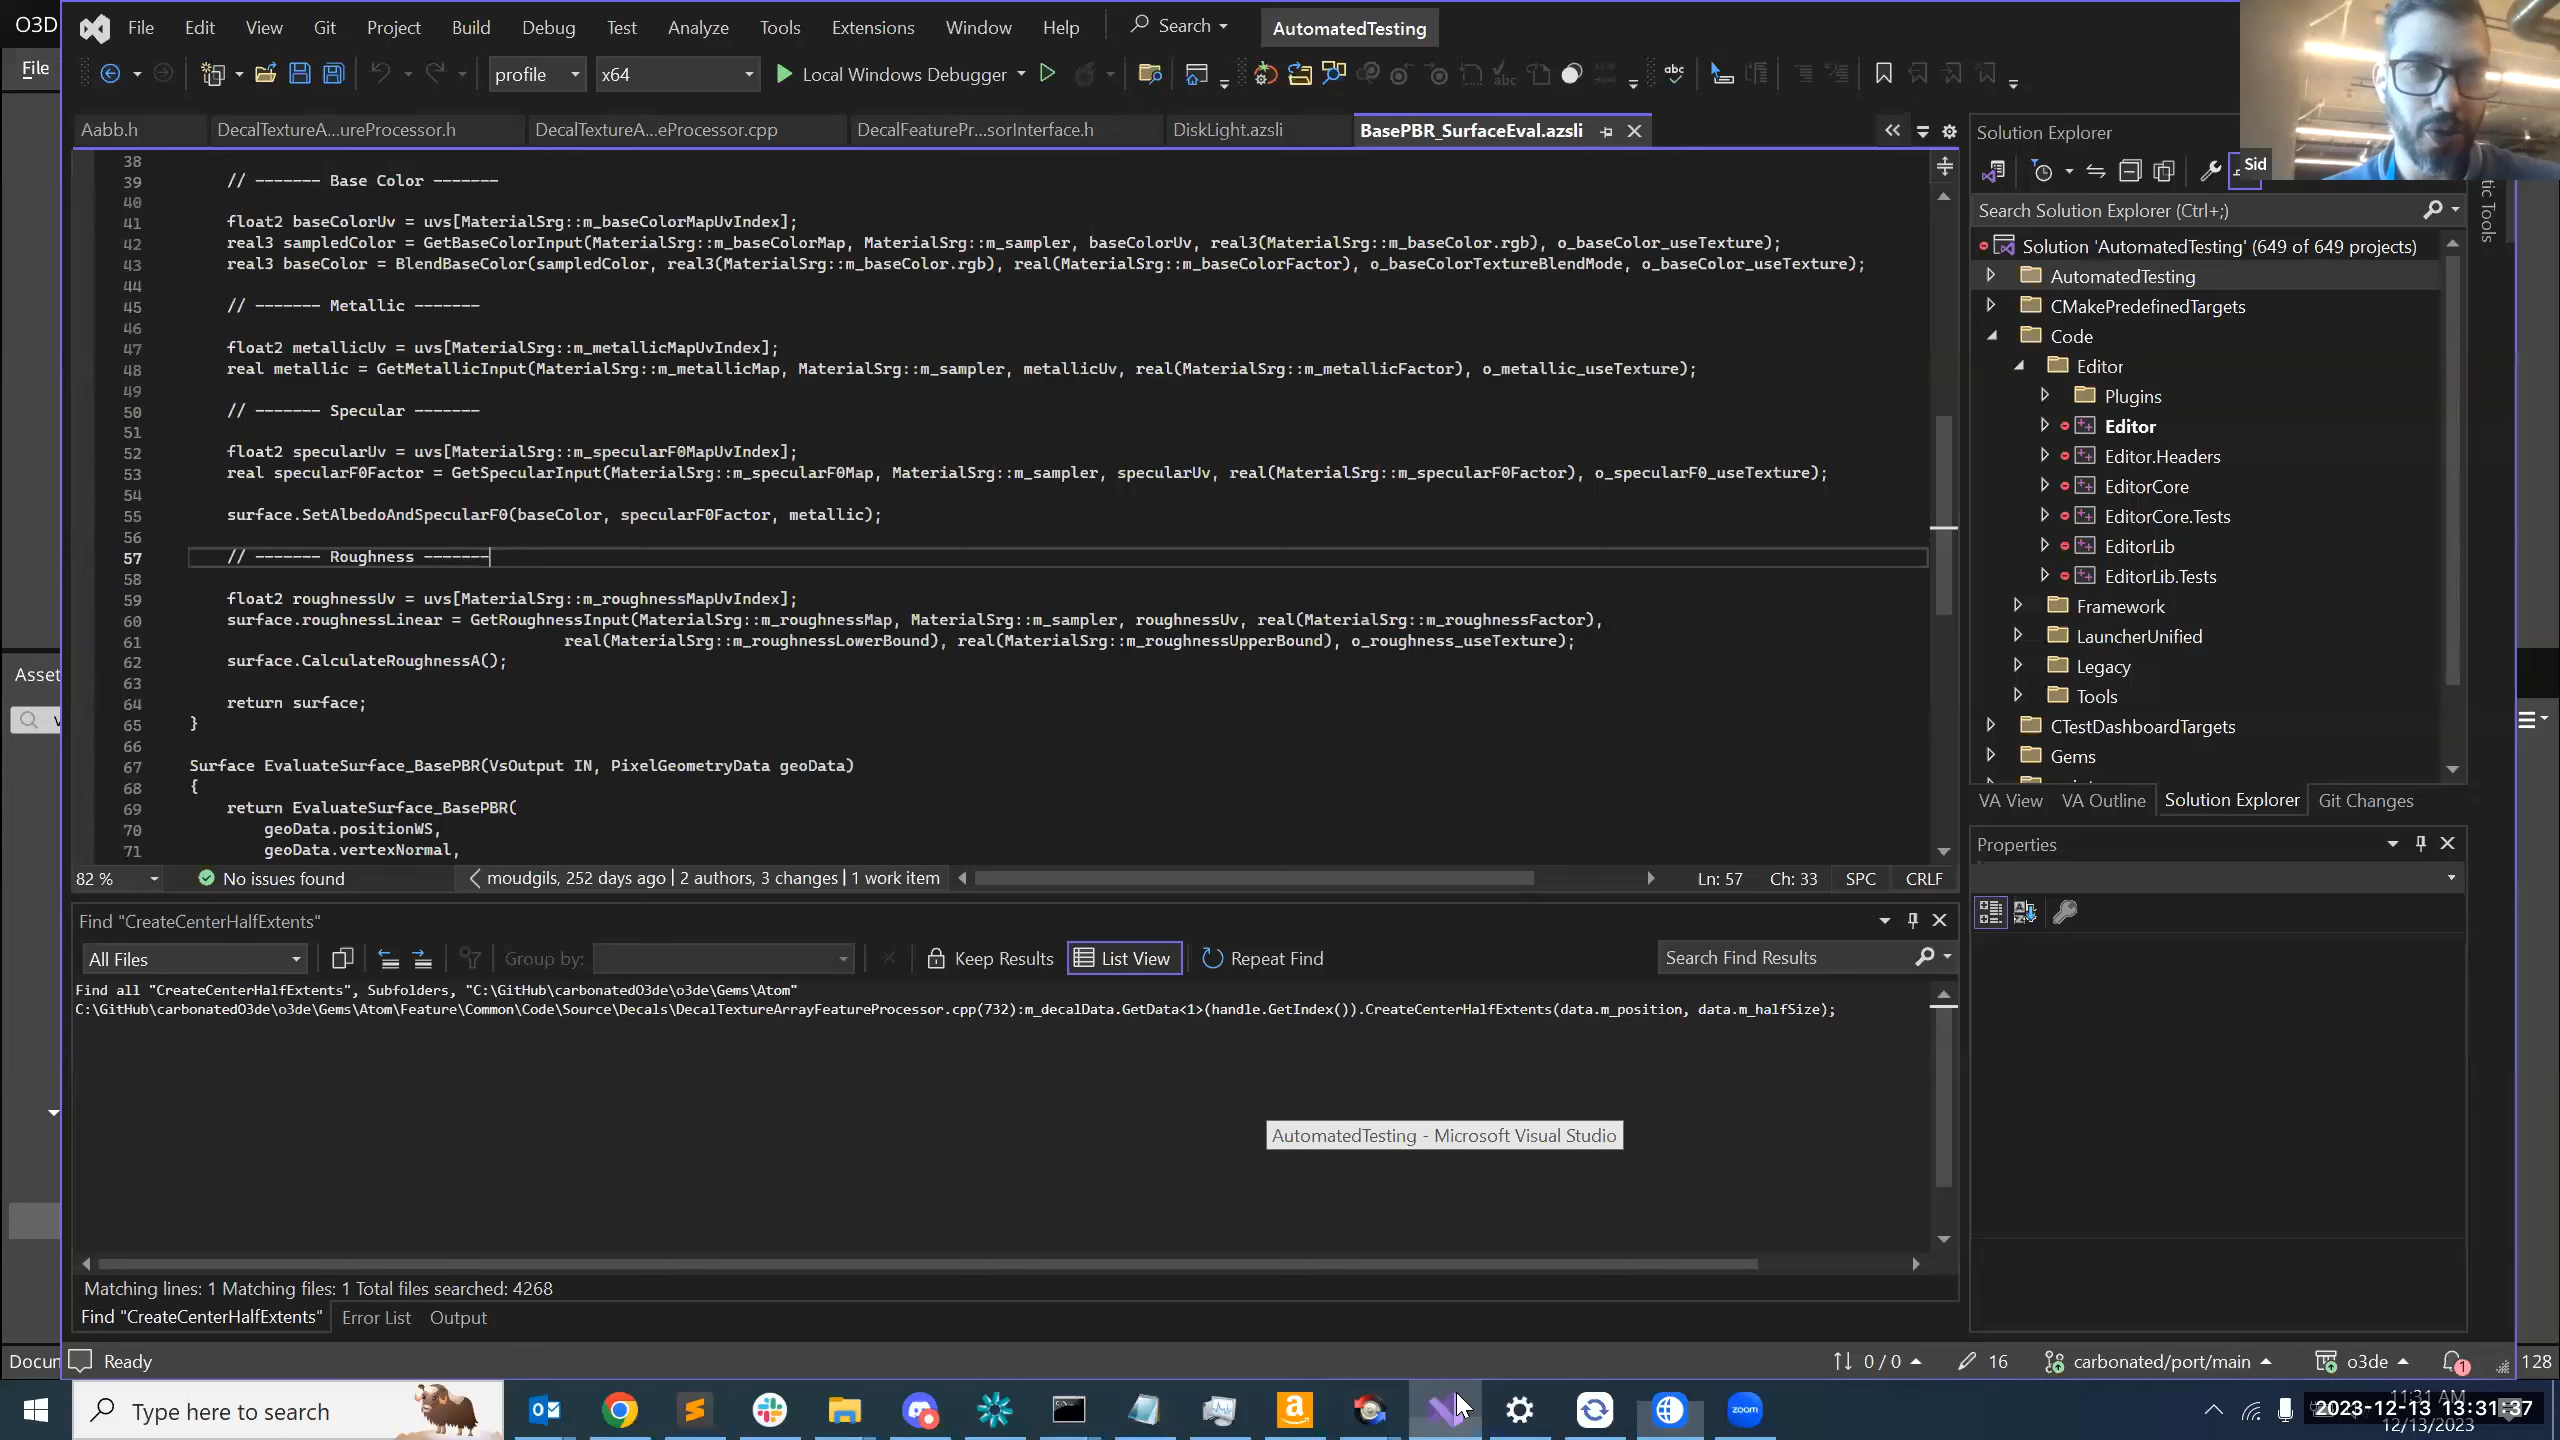 O3D
File Edit View Git Project Build Debug Test Analyze Tools Extensions Window Help Search AutomatedTesting
File
profile x64 Local Windows Debugger
Aabb.h DecalTextureA...ureProcessor.h DecalTextureA...eProcessor.cpp DecalFeaturePr...sorInterface.h DiskLight.azsli BasePBR_SurfaceEval.azsli
38
39 // ------- Base Color -------
40
41 float2 baseColorUv = uvs[MaterialSrg::m_baseColorMapUvIndex];
42 real3 sampledColor = GetBaseColorInput(MaterialSrg::m_baseColorMap, MaterialSrg::m_sampler, baseColorUv, real3(MaterialSrg::m_baseColor.rgb), o_baseColor_useTexture);
43 real3 baseColor = BlendBaseColor(sampledColor, real3(MaterialSrg::m_baseColor.rgb), real(MaterialSrg::m_baseColorFactor), o_baseColorTextureBlendMode, o_baseColor_useTexture);
44
45 // ------- Metallic -------
46
47 float2 metallicUv = uvs[MaterialSrg::m_metallicMapUvIndex];
48 real metallic = GetMetallicInput(MaterialSrg::m_metallicMap, MaterialSrg::m_sampler, metallicUv, real(MaterialSrg::m_metallicFactor), o_metallic_useTexture);
49
50 // ------- Specular -------
51
52 float2 specularUv = uvs[MaterialSrg::m_specularF0MapUvIndex];
53 real specularF0Factor = GetSpecularInput(MaterialSrg::m_specularF0Map, MaterialSrg::m_sampler, specularUv, real(MaterialSrg::m_specularF0Factor), o_specularF0_useTexture);
54
55 surface.SetAlbedoAndSpecularF0(baseColor, specularF0Factor, metallic);
56
57 // ------- Roughness -------
58
59 float2 roughnessUv = uvs[MaterialSrg::m_roughnessMapUvIndex];
60 surface.roughnessLinear = GetRoughnessInput(MaterialSrg::m_roughnessMap, MaterialSrg::m_sampler, roughnessUv, real(MaterialSrg::m_roughnessFactor),
61 real(MaterialSrg::m_roughnessLowerBound), real(MaterialSrg::m_roughnessUpperBound), o_roughness_useTexture);
62 surface.CalculateRoughnessA();
63
64 return surface;
65 }
66
67 Surface EvaluateSurface_BasePBR(VsOutput IN, PixelGeometryData geoData)
68 {
69 return EvaluateSurface_BasePBR(
70 geoData.positionWS,
71 geoData.vertexNormal,
82 % No issues found moudgils, 252 days ago | 2 authors, 3 changes | 1 work item Ln: 57 Ch: 33 SPC CRLF
Asset
Find "CreateCenterHalfExtents"
All Files Group by: Keep Results List View Repeat Find Search Find Results
Find all "CreateCenterHalfExtents", Subfolders, "C:\GitHub\carbonatedO3de\o3de\Gems\Atom"
C:\GitHub\carbonatedO3de\o3de\Gems\Atom\Feature\Common\Code\Source\Decals\DecalTextureArrayFeatureProcessor.cpp(732):m_decalData.GetData<1>(handle.GetIndex()).CreateCenterHalfExtents(data.m_position, data.m_halfSize);
AutomatedTesting - Microsoft Visual Studio
Matching lines: 1 Matching files: 1 Total files searched: 4268
Find "CreateCenterHalfExtents" Error List Output
Solution Explorer
Sid
Search Solution Explorer (Ctrl+;)
Solution 'AutomatedTesting' (649 of 649 projects)
AutomatedTesting
CMakePredefinedTargets
Code
Editor
Plugins
Editor
Editor.Headers
EditorCore
EditorCore.Tests
EditorLib
EditorLib.Tests
Framework
LauncherUnified
Legacy
Tools
CTestDashboardTargets
Gems
VA View VA Outline Solution Explorer Git Changes
Properties
tic Tools
Docum Ready 0 / 0 16 carbonated/port/main o3de 1 128
Type here to search
zoom
11:31 AM
2023-12-13 13:31:37
12/13/2023